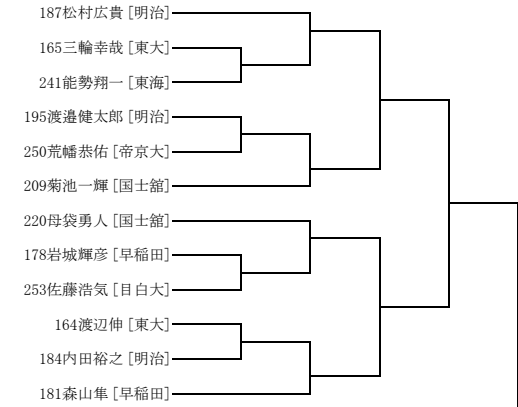 187松村広貴 [明治]
165三輪幸哉 [東大]
241能勢翔一 [東海]
195渡邉健太郎 [明治]
250荒幡恭佑 [帝京大]
209菊池一輝 [国士舘]
220母袋勇人 [国士舘]
178岩城輝彦 [早稲田]
253佐藤浩気 [目白大]
164渡辺伸 [東大]
184内田裕之 [明治]
181森山隼 [早稲田]